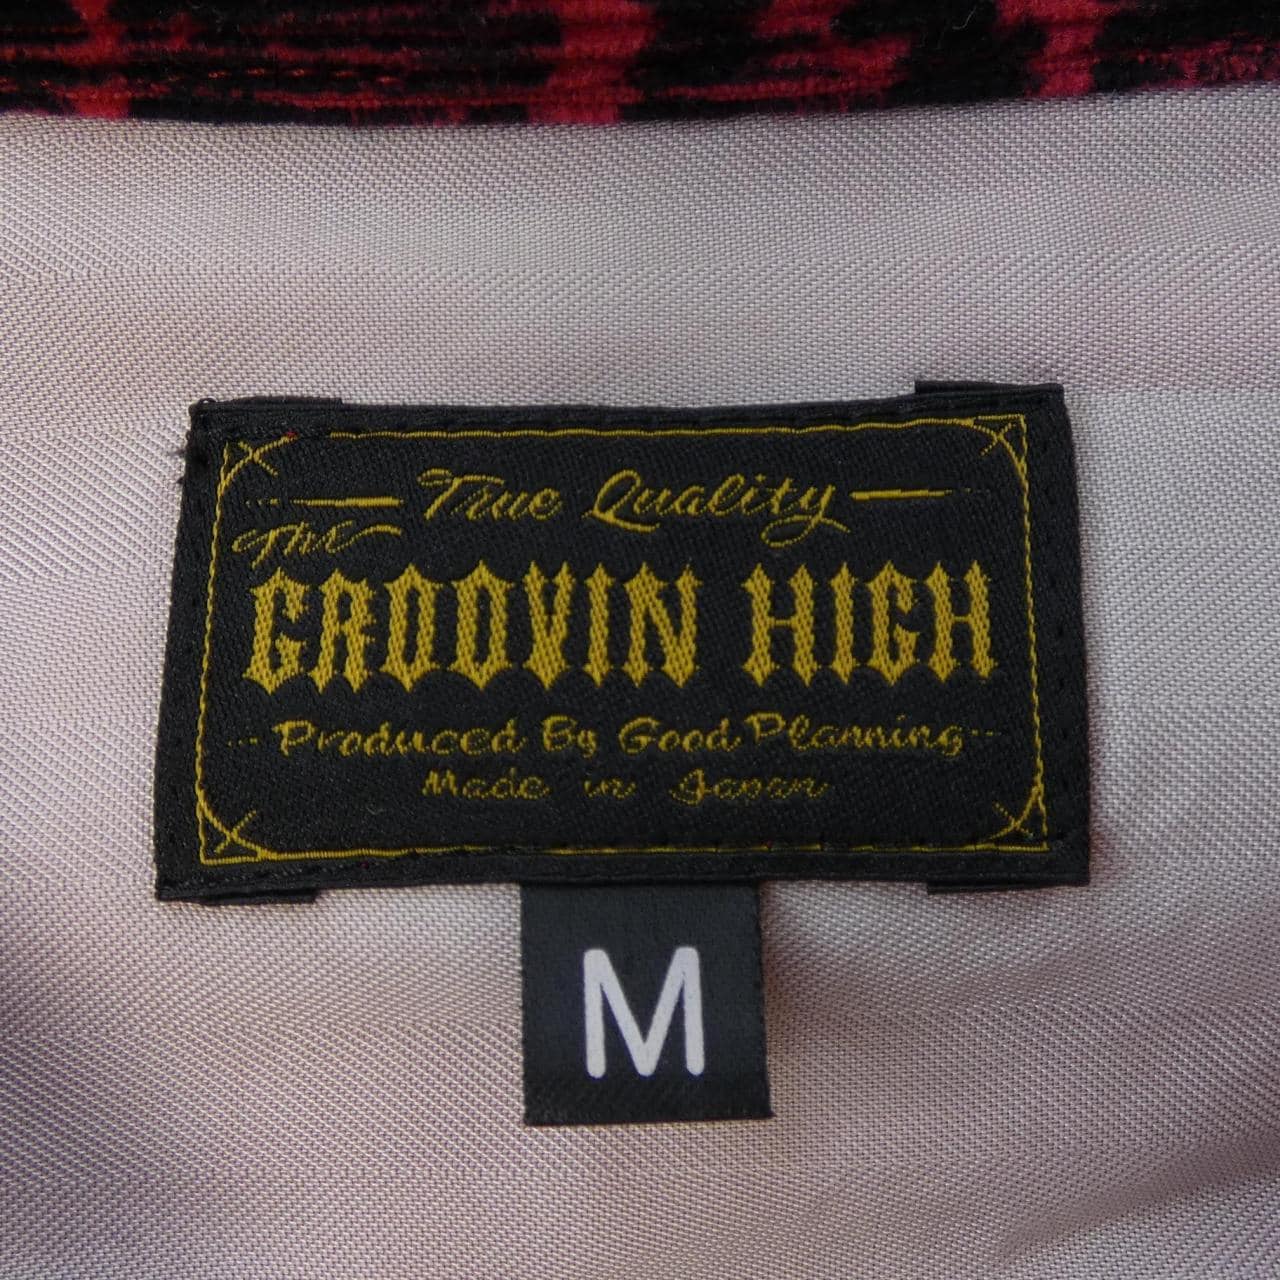 True Quality
The
GROOVIN HIGH
Produced By Good Planning
Made in Japan
M